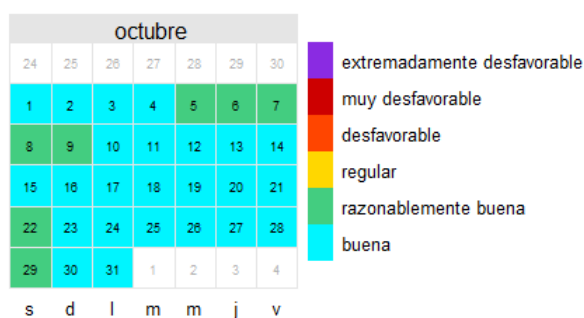 octubre
24 25 26 27 28 29 30
1 2 3 4 5 6 7
8 9 10 11 12 13 14
15 16 17 18 19 20 21
22 23 24 25 26 27 28
29 30 31 1 2 3 4
s d l m m j v
extremadamente desfavorable
muy desfavorable
desfavorable
regular
razonablemente buena
buena